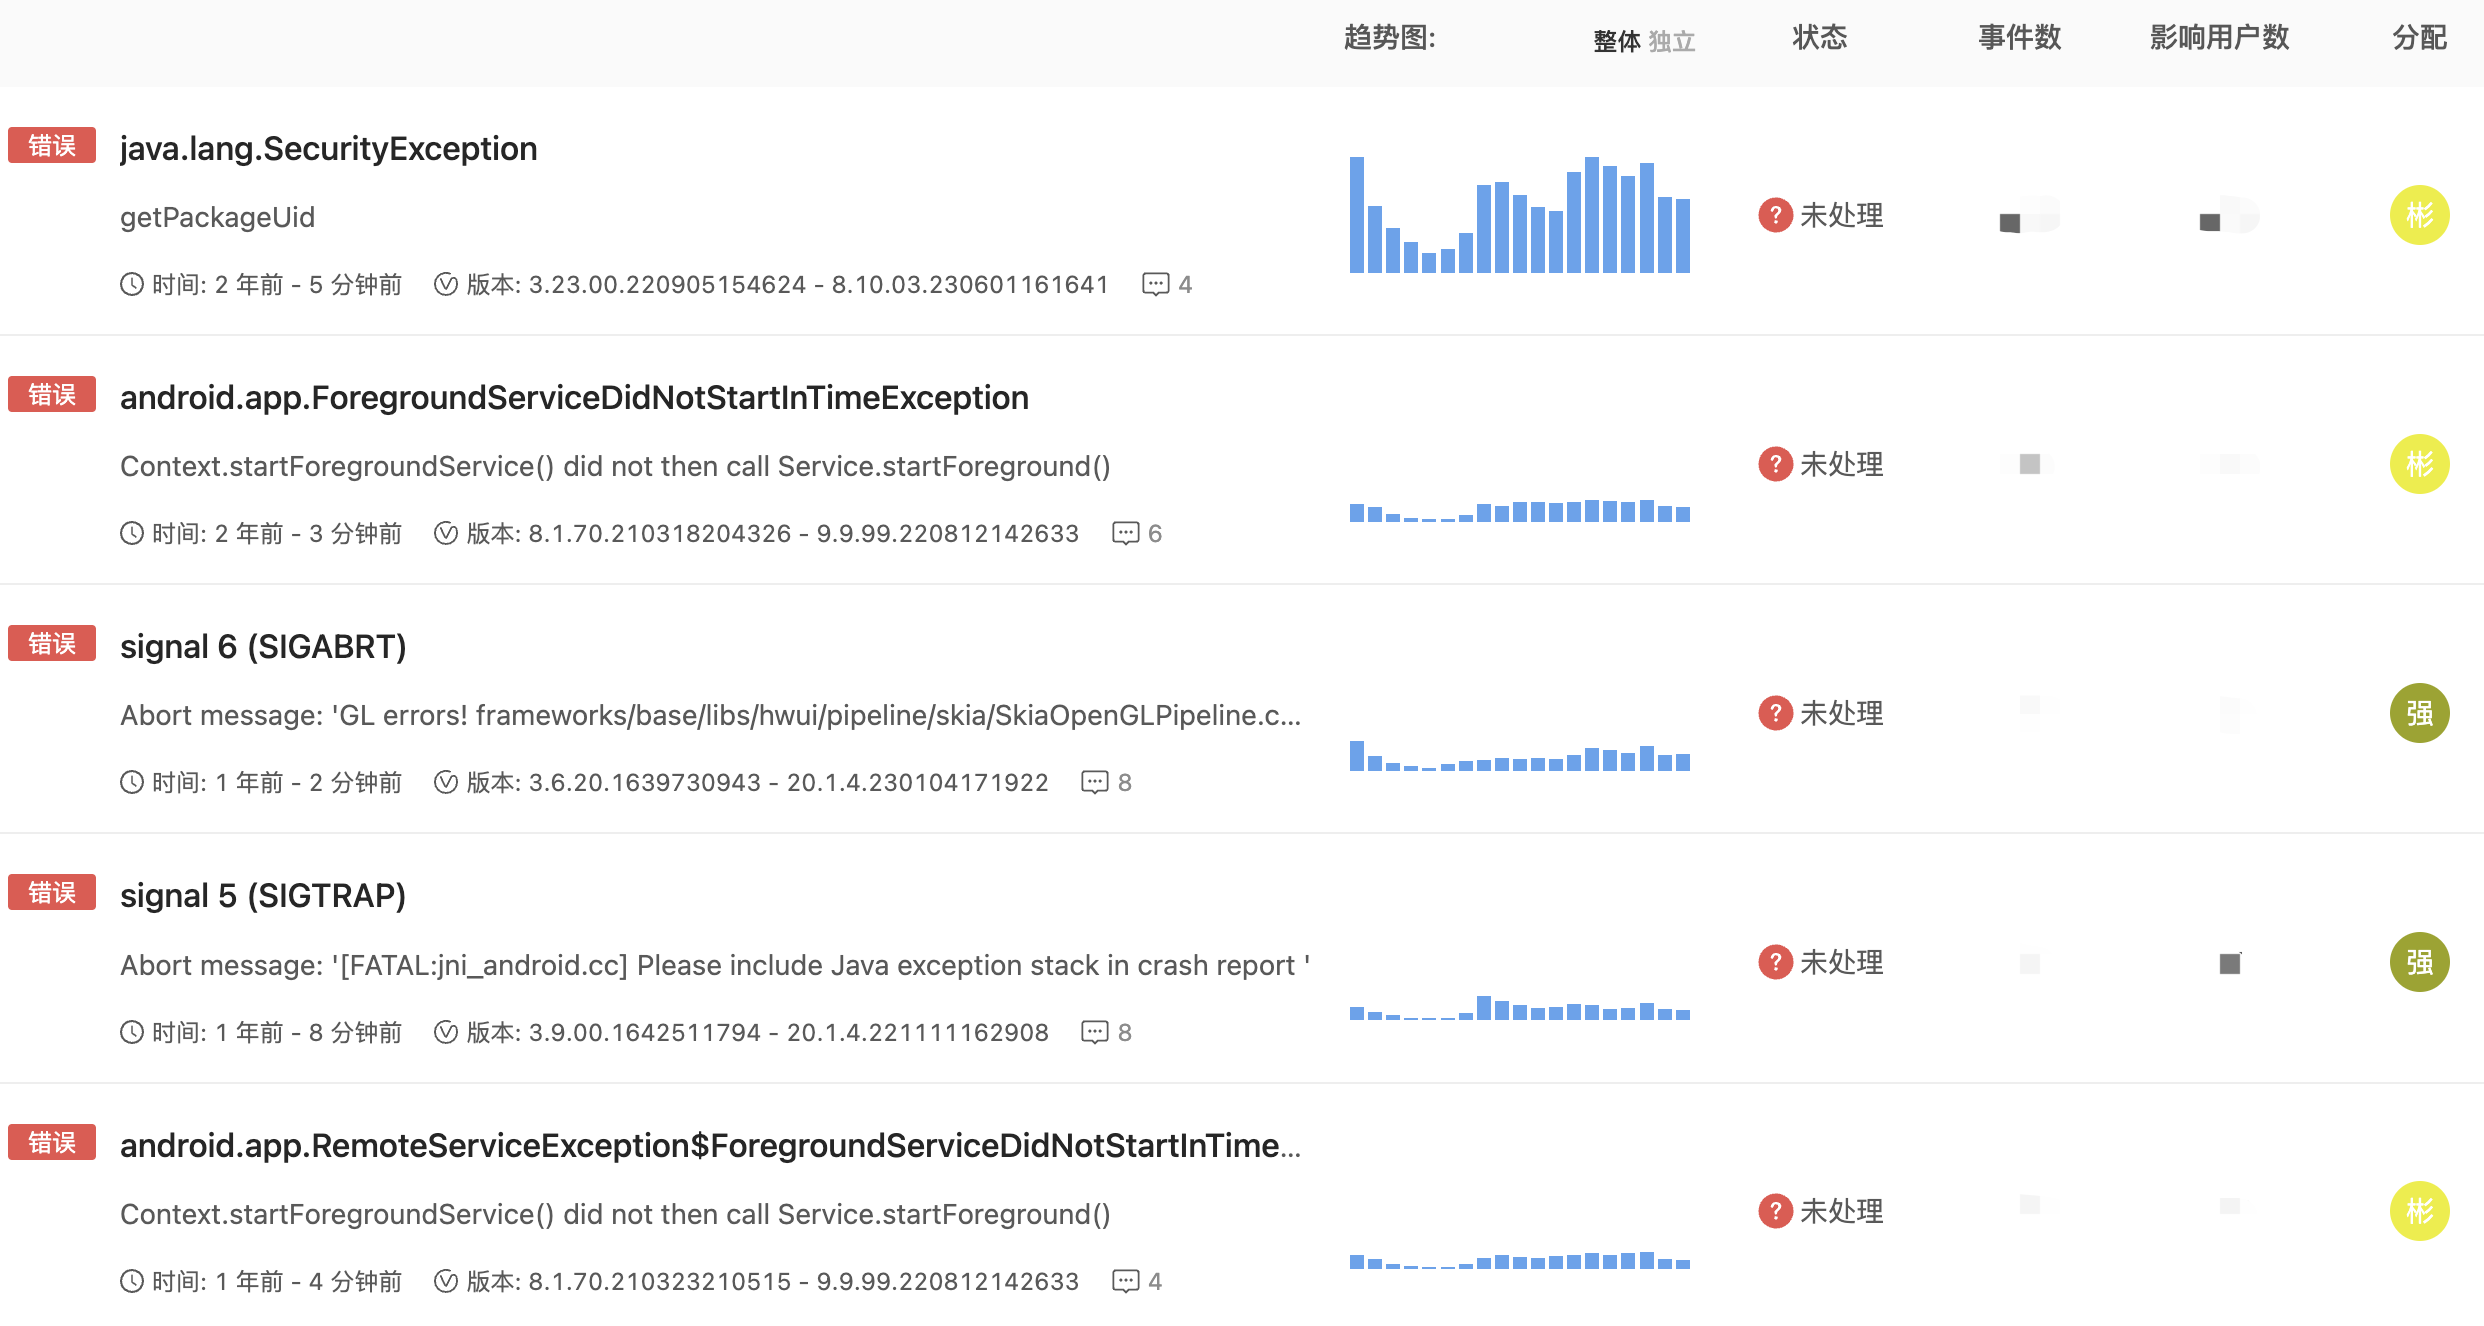 趋势图: 整体 独立 状态 事件数 影响用户数 分配
错误 java.lang.SecurityException
getPackageUid
? 未处理 彬
时间: 2 年前 - 5 分钟前 版本: 3.23.00.220905154624 - 8.10.03.230601161641 4
错误 android.app.ForegroundServiceDidNotStartInTimeException
Context.startForegroundService() did not then call Service.startForeground()
? 未处理 彬
时间: 2 年前 - 3 分钟前 版本: 8.1.70.210318204326 - 9.9.99.220812142633 6
错误 signal 6 (SIGABRT)
Abort message: 'GL errors! frameworks/base/libs/hwui/pipeline/skia/SkiaOpenGLPipeline.c...
? 未处理 强
时间: 1 年前 - 2 分钟前 版本: 3.6.20.1639730943 - 20.1.4.230104171922 8
错误 signal 5 (SIGTRAP)
Abort message: '[FATAL:jni_android.cc] Please include Java exception stack in crash report '
? 未处理 强
时间: 1 年前 - 8 分钟前 版本: 3.9.00.1642511794 - 20.1.4.221111162908 8
错误 android.app.RemoteServiceException$ForegroundServiceDidNotStartInTime...
Context.startForegroundService() did not then call Service.startForeground()
? 未处理 彬
时间: 1 年前 - 4 分钟前 版本: 8.1.70.210323210515 - 9.9.99.220812142633 4